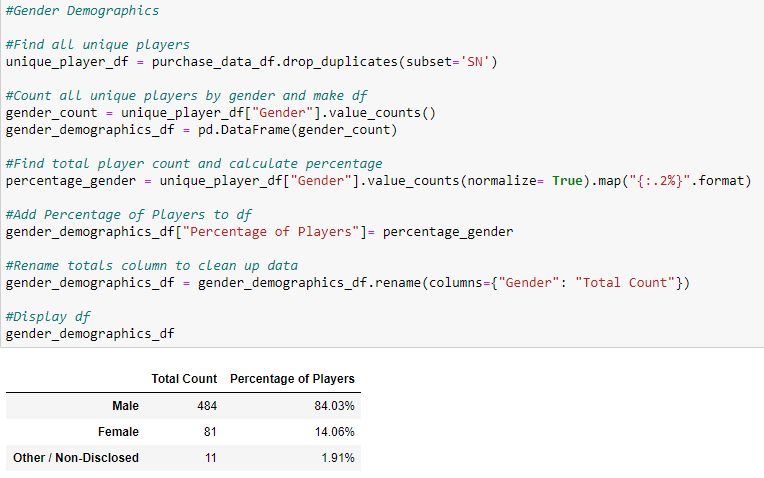 #Gender Demographics
#Find all unique players
unique_player_df = purchase_data_df.drop_duplicates(subset='SN')
#Count all unique players by gender and make df
gender_count = unique_player_df["Gender"].value_counts()
gender_demographics_df = pd.DataFrame(gender_count)
#Find total player count and calculate percentage
percentage_gender = unique_player_df["Gender"].value_counts(normalize= True).map("{:.2%}".format)
#Add Percentage of Players to df
gender_demographics_df["Percentage of Players"]= percentage_gender
#Rename totals column to clean up data
gender_demographics_df = gender_demographics_df.rename(columns={"Gender": "Total Count"})
#Display df
gender_demographics_df
Total Count Percentage of Players
Male 484 84.03%
Female 81 14.06%
Other / Non-Disclosed 11 1.91%